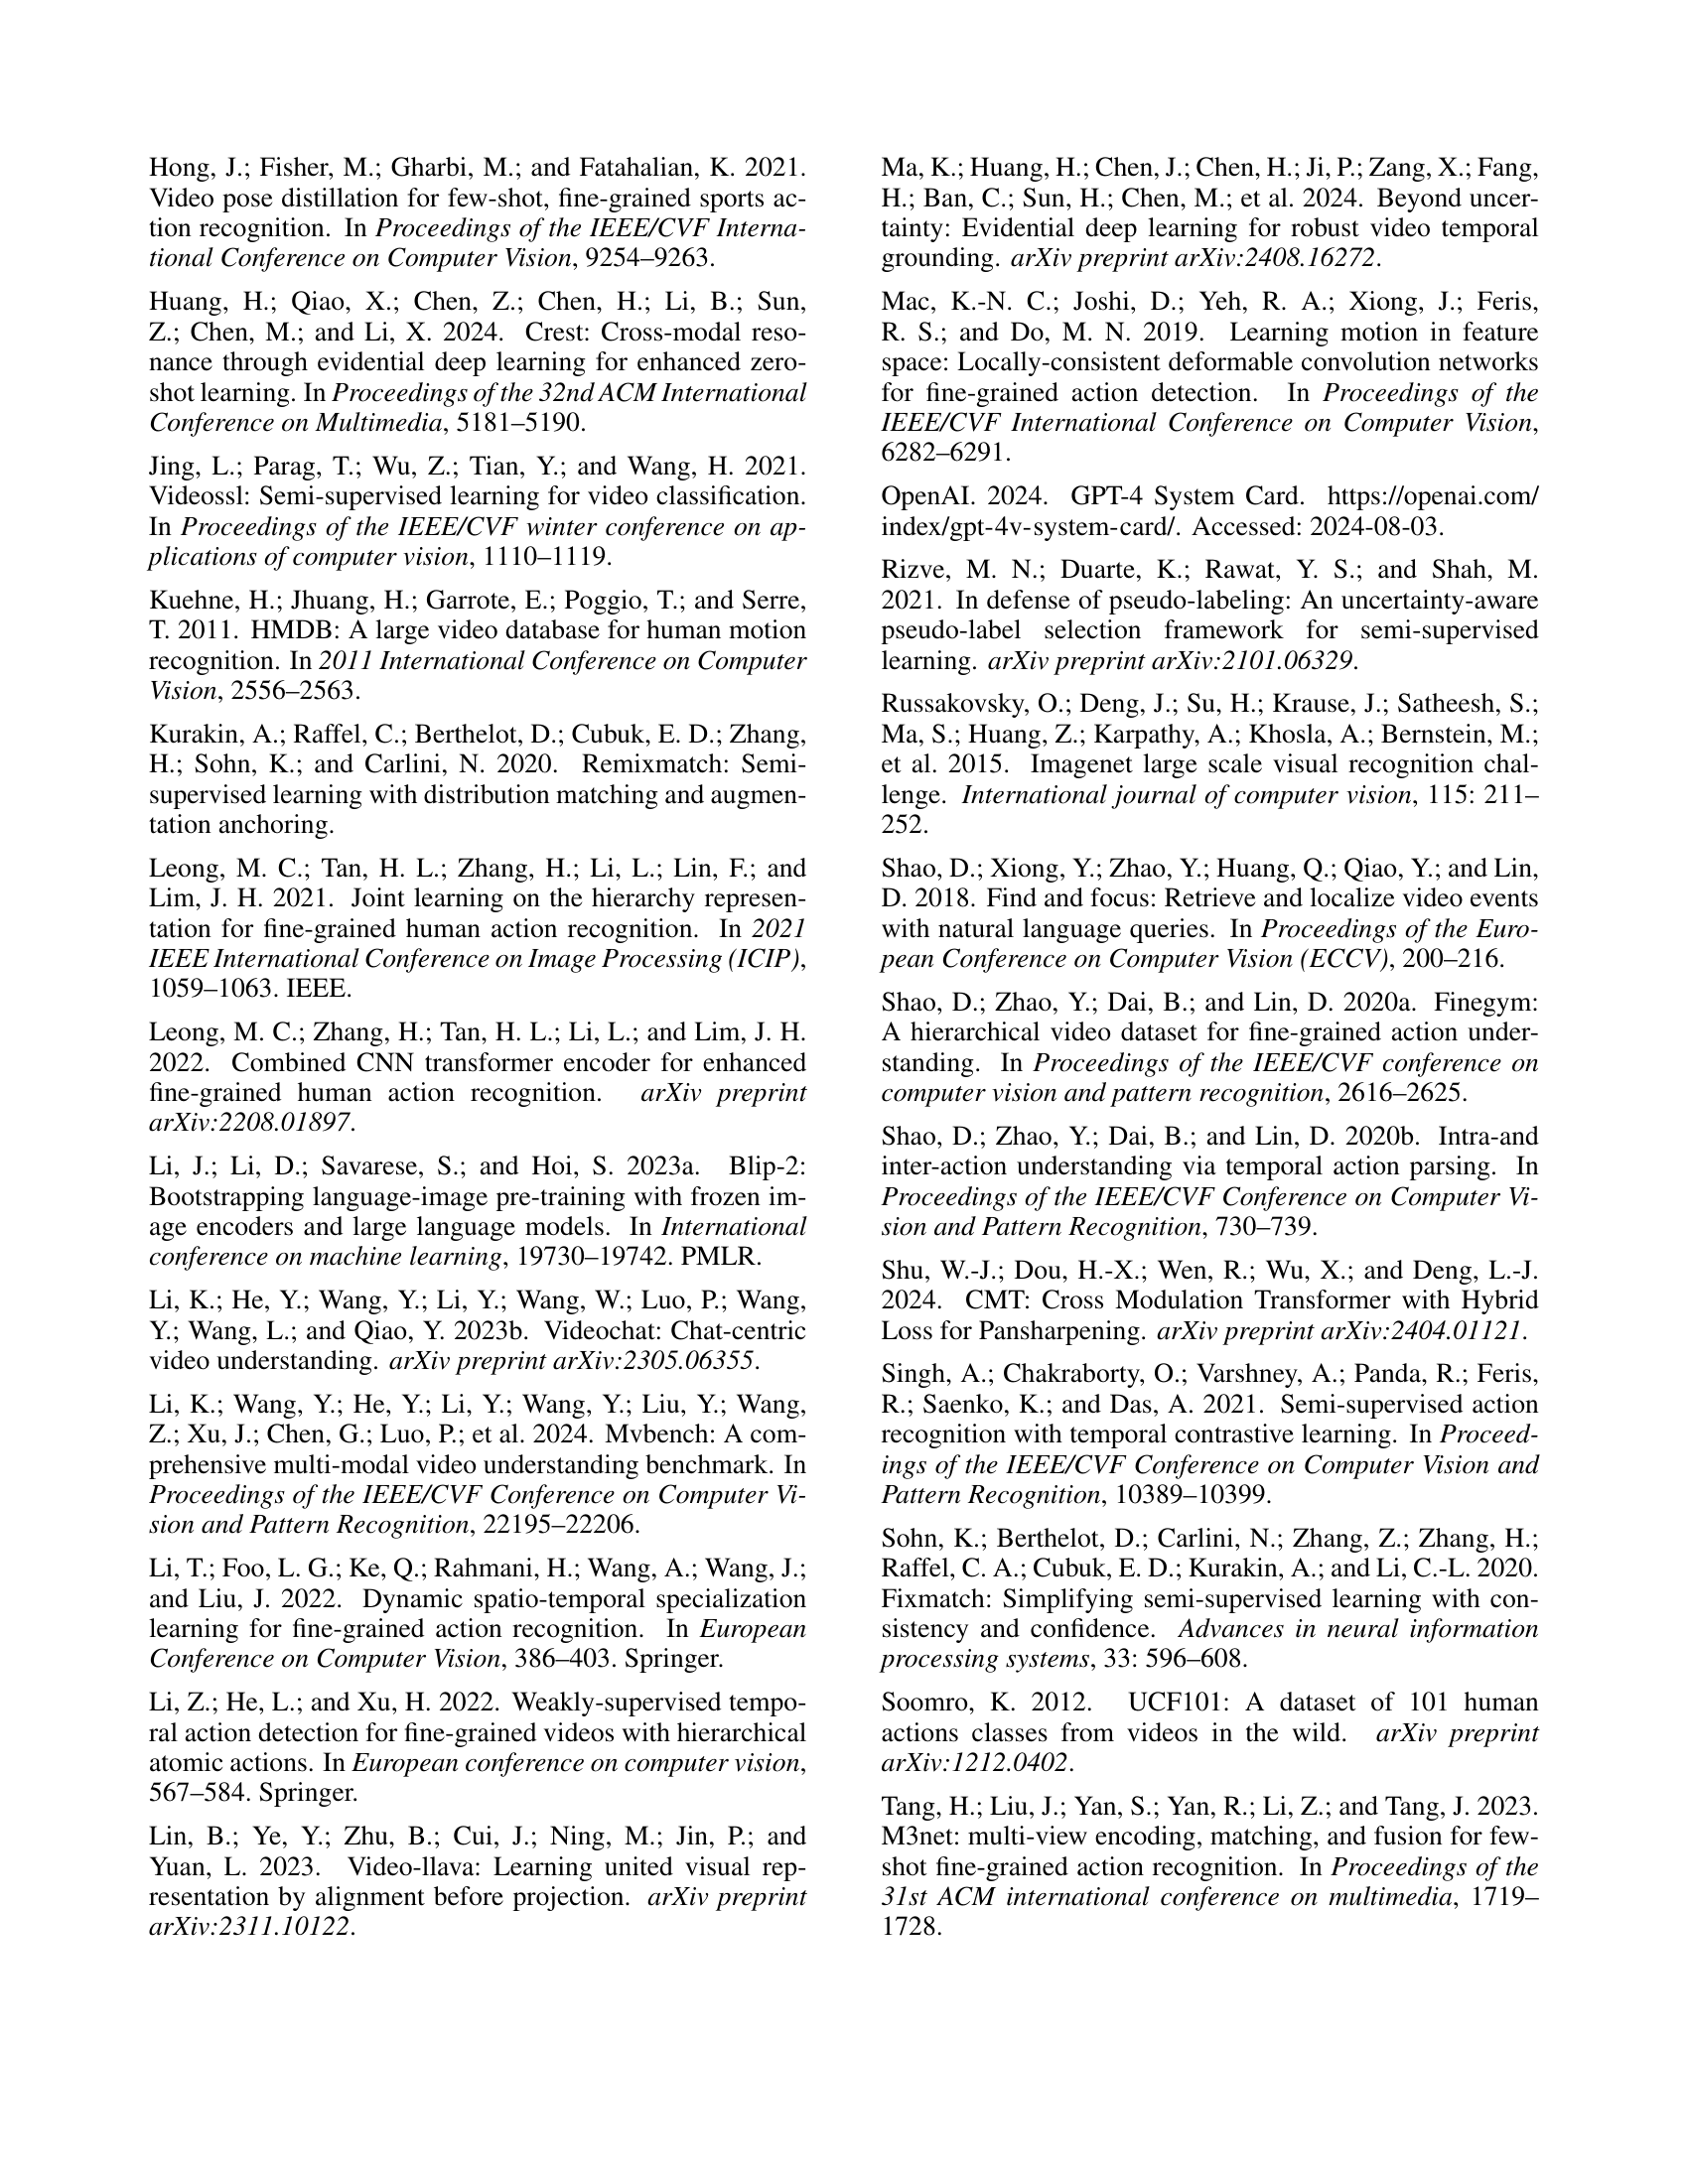 Hong, J.; Fisher, M.; Gharbi, M.; and Fatahalian, K. 2021.
Video pose distillation for few-shot, fine-grained sports ac-
tion recognition. In Proceedings of the IEEE/CVF Interna-
tional Conference on Computer Vision, 9254–9263.
Huang, H.; Qiao, X.; Chen, Z.; Chen, H.; Li, B.; Sun,
Z.; Chen, M.; and Li, X. 2024. Crest: Cross-modal reso-
nance through evidential deep learning for enhanced zero-
shot learning. In Proceedings of the 32nd ACM International
Conference on Multimedia, 5181–5190.
Jing, L.; Parag, T.; Wu, Z.; Tian, Y.; and Wang, H. 2021.
Videossl: Semi-supervised learning for video classification.
In Proceedings of the IEEE/CVF winter conference on ap-
plications of computer vision, 1110–1119.
Kuehne, H.; Jhuang, H.; Garrote, E.; Poggio, T.; and Serre,
T. 2011. HMDB: A large video database for human motion
recognition. In 2011 International Conference on Computer
Vision, 2556–2563.
Kurakin, A.; Raffel, C.; Berthelot, D.; Cubuk, E. D.; Zhang,
H.; Sohn, K.; and Carlini, N. 2020. Remixmatch: Semi-
supervised learning with distribution matching and augmen-
tation anchoring.
Leong, M. C.; Tan, H. L.; Zhang, H.; Li, L.; Lin, F.; and
Lim, J. H. 2021. Joint learning on the hierarchy represen-
tation for fine-grained human action recognition. In 2021
IEEE International Conference on Image Processing (ICIP),
1059–1063. IEEE.
Leong, M. C.; Zhang, H.; Tan, H. L.; Li, L.; and Lim, J. H.
2022. Combined CNN transformer encoder for enhanced
fine-grained human action recognition. arXiv preprint
arXiv:2208.01897.
Li, J.; Li, D.; Savarese, S.; and Hoi, S. 2023a. Blip-2:
Bootstrapping language-image pre-training with frozen im-
age encoders and large language models. In International
conference on machine learning, 19730–19742. PMLR.
Li, K.; He, Y.; Wang, Y.; Li, Y.; Wang, W.; Luo, P.; Wang,
Y.; Wang, L.; and Qiao, Y. 2023b. Videochat: Chat-centric
video understanding. arXiv preprint arXiv:2305.06355.
Li, K.; Wang, Y.; He, Y.; Li, Y.; Wang, Y.; Liu, Y.; Wang,
Z.; Xu, J.; Chen, G.; Luo, P.; et al. 2024. Mvbench: A com-
prehensive multi-modal video understanding benchmark. In
Proceedings of the IEEE/CVF Conference on Computer Vi-
sion and Pattern Recognition, 22195–22206.
Li, T.; Foo, L. G.; Ke, Q.; Rahmani, H.; Wang, A.; Wang, J.;
and Liu, J. 2022. Dynamic spatio-temporal specialization
learning for fine-grained action recognition. In European
Conference on Computer Vision, 386–403. Springer.
Li, Z.; He, L.; and Xu, H. 2022. Weakly-supervised tempo-
ral action detection for fine-grained videos with hierarchical
atomic actions. In European conference on computer vision,
567–584. Springer.
Lin, B.; Ye, Y.; Zhu, B.; Cui, J.; Ning, M.; Jin, P.; and
Yuan, L. 2023. Video-llava: Learning united visual rep-
resentation by alignment before projection. arXiv preprint
arXiv:2311.10122.
Ma, K.; Huang, H.; Chen, J.; Chen, H.; Ji, P.; Zang, X.; Fang,
H.; Ban, C.; Sun, H.; Chen, M.; et al. 2024. Beyond uncer-
tainty: Evidential deep learning for robust video temporal
grounding. arXiv preprint arXiv:2408.16272.
Mac, K.-N. C.; Joshi, D.; Yeh, R. A.; Xiong, J.; Feris,
R. S.; and Do, M. N. 2019. Learning motion in feature
space: Locally-consistent deformable convolution networks
for fine-grained action detection. In Proceedings of the
IEEE/CVF International Conference on Computer Vision,
6282–6291.
OpenAI. 2024. GPT-4 System Card. https://openai.com/
index/gpt-4v-system-card/. Accessed: 2024-08-03.
Rizve, M. N.; Duarte, K.; Rawat, Y. S.; and Shah, M.
2021. In defense of pseudo-labeling: An uncertainty-aware
pseudo-label selection framework for semi-supervised
learning. arXiv preprint arXiv:2101.06329.
Russakovsky, O.; Deng, J.; Su, H.; Krause, J.; Satheesh, S.;
Ma, S.; Huang, Z.; Karpathy, A.; Khosla, A.; Bernstein, M.;
et al. 2015. Imagenet large scale visual recognition chal-
lenge. International journal of computer vision, 115: 211–
252.
Shao, D.; Xiong, Y.; Zhao, Y.; Huang, Q.; Qiao, Y.; and Lin,
D. 2018. Find and focus: Retrieve and localize video events
with natural language queries. In Proceedings of the Euro-
pean Conference on Computer Vision (ECCV), 200–216.
Shao, D.; Zhao, Y.; Dai, B.; and Lin, D. 2020a. Finegym:
A hierarchical video dataset for fine-grained action under-
standing. In Proceedings of the IEEE/CVF conference on
computer vision and pattern recognition, 2616–2625.
Shao, D.; Zhao, Y.; Dai, B.; and Lin, D. 2020b. Intra-and
inter-action understanding via temporal action parsing. In
Proceedings of the IEEE/CVF Conference on Computer Vi-
sion and Pattern Recognition, 730–739.
Shu, W.-J.; Dou, H.-X.; Wen, R.; Wu, X.; and Deng, L.-J.
2024. CMT: Cross Modulation Transformer with Hybrid
Loss for Pansharpening. arXiv preprint arXiv:2404.01121.
Singh, A.; Chakraborty, O.; Varshney, A.; Panda, R.; Feris,
R.; Saenko, K.; and Das, A. 2021. Semi-supervised action
recognition with temporal contrastive learning. In Proceed-
ings of the IEEE/CVF Conference on Computer Vision and
Pattern Recognition, 10389–10399.
Sohn, K.; Berthelot, D.; Carlini, N.; Zhang, Z.; Zhang, H.;
Raffel, C. A.; Cubuk, E. D.; Kurakin, A.; and Li, C.-L. 2020.
Fixmatch: Simplifying semi-supervised learning with con-
sistency and confidence. Advances in neural information
processing systems, 33: 596–608.
Soomro, K. 2012. UCF101: A dataset of 101 human
actions classes from videos in the wild. arXiv preprint
arXiv:1212.0402.
Tang, H.; Liu, J.; Yan, S.; Yan, R.; Li, Z.; and Tang, J. 2023.
M3net: multi-view encoding, matching, and fusion for few-
shot fine-grained action recognition. In Proceedings of the
31st ACM international conference on multimedia, 1719–
1728.